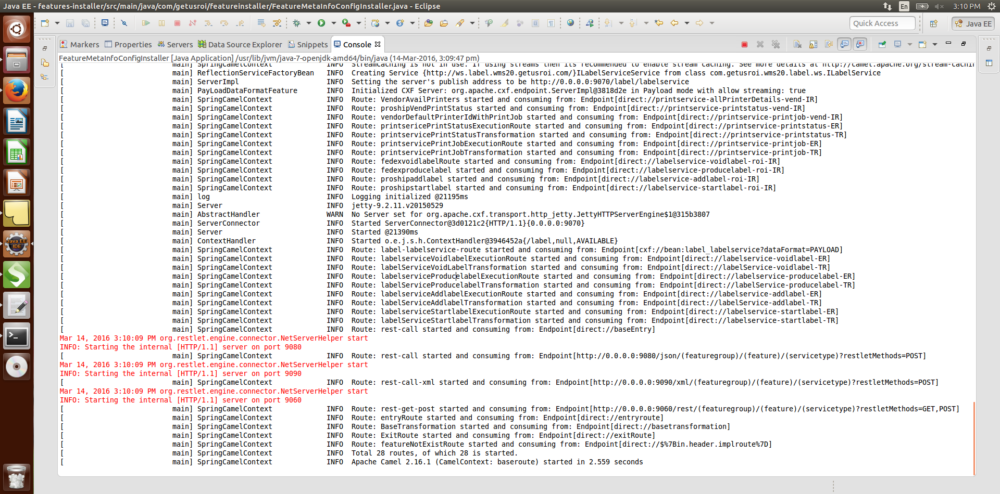 Java EE - features-installer/src/main/java/com/getusroi/featureinstaller/FeatureMetaInfoConfigInstaller.java - Eclipse
En
3:10 PM
Quick Access
Java EE
Markers Properties Servers Data Source Explorer Snippets Console
FeatureMetaInfoConfigInstaller [Java Application] /usr/lib/jvm/java-7-openjdk-amd64/bin/java (14-Mar-2016, 3:09:47 pm)
[ main] SpringCamelContext INFO StreamCaching is not in use. If using streams then its recommended to enable stream caching. See more details at http://camel.apache.org/stream-cachin
[ main] ReflectionServiceFactoryBean INFO Creating Service {http://ws.label.wms20.getusroi.com/}ILabelServiceService from class com.getusroi.wms20.label.ws.ILabelService
[ main] ServerImpl INFO Setting the server's publish address to be http://0.0.0.0:9070/label/labelservice
[ main] PayLoadDataFormatFeature INFO Initialized CXF Server: org.apache.cxf.endpoint.ServerImpl@3818d2e in Payload mode with allow streaming: true
[ main] SpringCamelContext INFO Route: VendorAvailPrinters started and consuming from: Endpoint[direct://printservice-allPrinterDetails-vend-IR]
[ main] SpringCamelContext INFO Route: proshipVendPrintStatus started and consuming from: Endpoint[direct://printservice-printstatus-vend-IR]
[ main] SpringCamelContext INFO Route: vendorDefaultPrinterIdWithPrintJob started and consuming from: Endpoint[direct://printservice-printjob-vend-IR]
[ main] SpringCamelContext INFO Route: printsericePrintStatusExecutionRoute started and consuming from: Endpoint[direct://printservice-printstatus-ER]
[ main] SpringCamelContext INFO Route: printservicePrintStatusTransformation started and consuming from: Endpoint[direct://printservice-printstatus-TR]
[ main] SpringCamelContext INFO Route: printservicePrintJobExecutionRoute started and consuming from: Endpoint[direct://printservice-printjob-ER]
[ main] SpringCamelContext INFO Route: printservicePrintJobTransformation started and consuming from: Endpoint[direct://printservice-printjob-TR]
[ main] SpringCamelContext INFO Route: fedexvoidlabelRoute started and consuming from: Endpoint[direct://labelservice-voidlabel-roi-IR]
[ main] SpringCamelContext INFO Route: fedexproducelabel started and consuming from: Endpoint[direct://labelservice-producelabel-roi-IR]
[ main] SpringCamelContext INFO Route: proshipaddlabel started and consuming from: Endpoint[direct://labelservice-addlabel-roi-IR]
[ main] SpringCamelContext INFO Route: proshipstartlabel started and consuming from: Endpoint[direct://labelservice-startlabel-roi-IR]
[ main] log INFO Logging initialized @21195ms
[ main] Server INFO jetty-9.2.11.v20150529
[ main] AbstractHandler WARN No Server set for org.apache.cxf.transport.http_jetty.JettyHTTPServerEngine$1@315b3807
[ main] ServerConnector INFO Started ServerConnector@3d0121c2{HTTP/1.1}{0.0.0.0:9070}
[ main] Server INFO Started @21390ms
[ main] ContextHandler INFO Started o.e.j.s.h.ContextHandler@3946452a{/label,null,AVAILABLE}
[ main] SpringCamelContext INFO Route: label-labelservice-route started and consuming from: Endpoint[cxf://bean:label_labelservice?dataFormat=PAYLOAD]
[ main] SpringCamelContext INFO Route: labelserviceVoidlabelExecutionRoute started and consuming from: Endpoint[direct://labelservice-voidlabel-ER]
[ main] SpringCamelContext INFO Route: labelServiceVoidLabelTransformation started and consuming from: Endpoint[direct://labelService-voidlabel-TR]
[ main] SpringCamelContext INFO Route: labelserviceProducelabelExecutionRoute started and consuming from: Endpoint[direct://labelservice-producelabel-ER]
[ main] SpringCamelContext INFO Route: labelServiceProducelabelTransformation started and consuming from: Endpoint[direct://labelService-producelabel-TR]
[ main] SpringCamelContext INFO Route: labelserviceAddlabelExecutionRoute started and consuming from: Endpoint[direct://labelservice-addlabel-ER]
[ main] SpringCamelContext INFO Route: labelServiceAddlabelTransformation started and consuming from: Endpoint[direct://labelService-addlabel-TR]
[ main] SpringCamelContext INFO Route: labelserviceStartlabelExecutionRoute started and consuming from: Endpoint[direct://labelservice-startlabel-ER]
[ main] SpringCamelContext INFO Route: labelServiceStartlabelTransformation started and consuming from: Endpoint[direct://labelservice-startlabel-TR]
[ main] SpringCamelContext INFO Route: rest-call started and consuming from: Endpoint[direct://baseEntry]
Mar 14, 2016 3:10:09 PM org.restlet.engine.connector.NetServerHelper start
INFO: Starting the internal [HTTP/1.1] server on port 9080
[ main] SpringCamelContext INFO Route: rest-call started and consuming from: Endpoint[http://0.0.0.0:9080/json/(featuregroup)/(feature)/(servicetype)?restletMethods=POST]
Mar 14, 2016 3:10:09 PM org.restlet.engine.connector.NetServerHelper start
INFO: Starting the internal [HTTP/1.1] server on port 9090
[ main] SpringCamelContext INFO Route: rest-call-xml started and consuming from: Endpoint[http://0.0.0.0:9090/xml/(featuregroup)/(feature)/(servicetype)?restletMethods=POST]
Mar 14, 2016 3:10:09 PM org.restlet.engine.connector.NetServerHelper start
INFO: Starting the internal [HTTP/1.1] server on port 9060
[ main] SpringCamelContext INFO Route: rest-get-post started and consuming from: Endpoint[http://0.0.0.0:9060/rest/(featuregroup)/(feature)/(servicetype)?restletMethods=GET,POST]
[ main] SpringCamelContext INFO Route: entryRoute started and consuming from: Endpoint[direct://entryroute]
[ main] SpringCamelContext INFO Route: BaseTransformation started and consuming from: Endpoint[direct://basetransformation]
[ main] SpringCamelContext INFO Route: ExitRoute started and consuming from: Endpoint[direct://exitRoute]
[ main] SpringCamelContext INFO Route: featureNotExistRoute started and consuming from: Endpoint[direct://$%7Bin.header.implroute%7D]
[ main] SpringCamelContext INFO Total 28 routes, of which 28 is started.
[ main] SpringCamelContext INFO Apache Camel 2.16.1 (CamelContext: baseroute) started in 2.559 seconds
Java EE
IDE